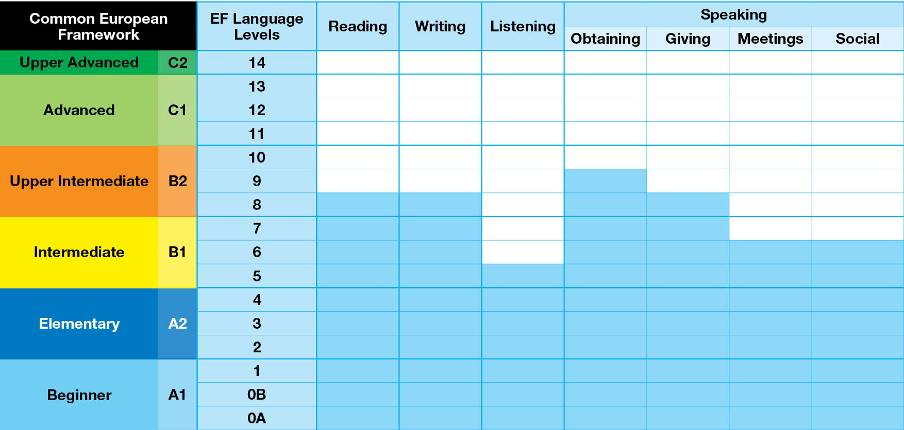 Common European Framework EF Language Levels Reading Writing Listening Speaking
Obtaining Giving Meetings Social
Upper Advanced C2 14
13
Advanced C1 12
11
10
Upper Intermediate B2 9
8
7
Intermediate B1 6
5
4
Elementary A2 3
2
1
Beginner A1 0B
0A